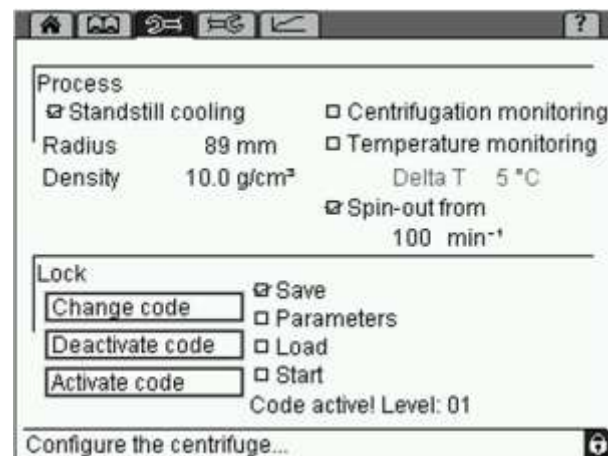 ?
Process
Standstill cooling
Centrifugation monitoring
Radius 89 mm
Temperature monitoring
Density 10.0 g/cm³
Delta T 5 °C
Spin-out from
100 min⁻¹
Lock
Change code
Save
Parameters
Deactivate code
Load
Activate code
Start
Code active! Level: 01
Configure the centrifuge...